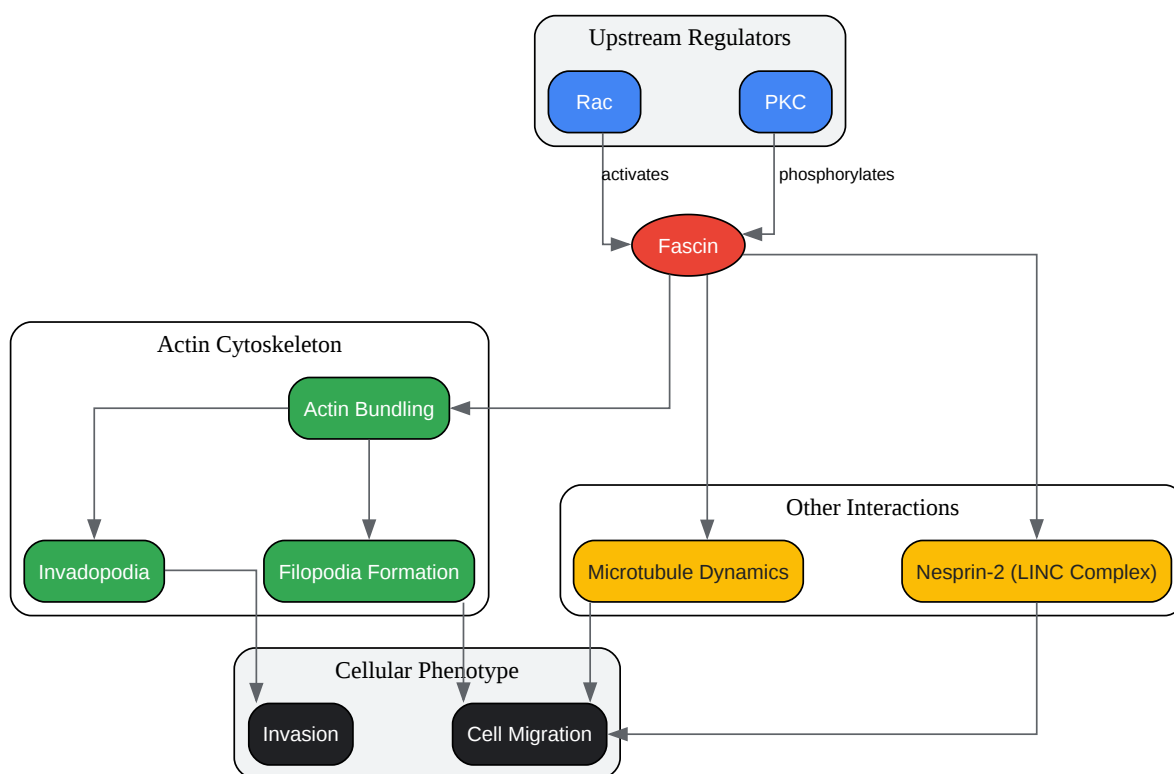 Upstream Regulators
Rac
PKC
activates
phosphorylates
Fascin
Actin Cytoskeleton
Actin Bundling
Invadopodia
Filopodia Formation
Other Interactions
Microtubule Dynamics
Nesprin-2 (LINC Complex)
Cellular Phenotype
Invasion
Cell Migration